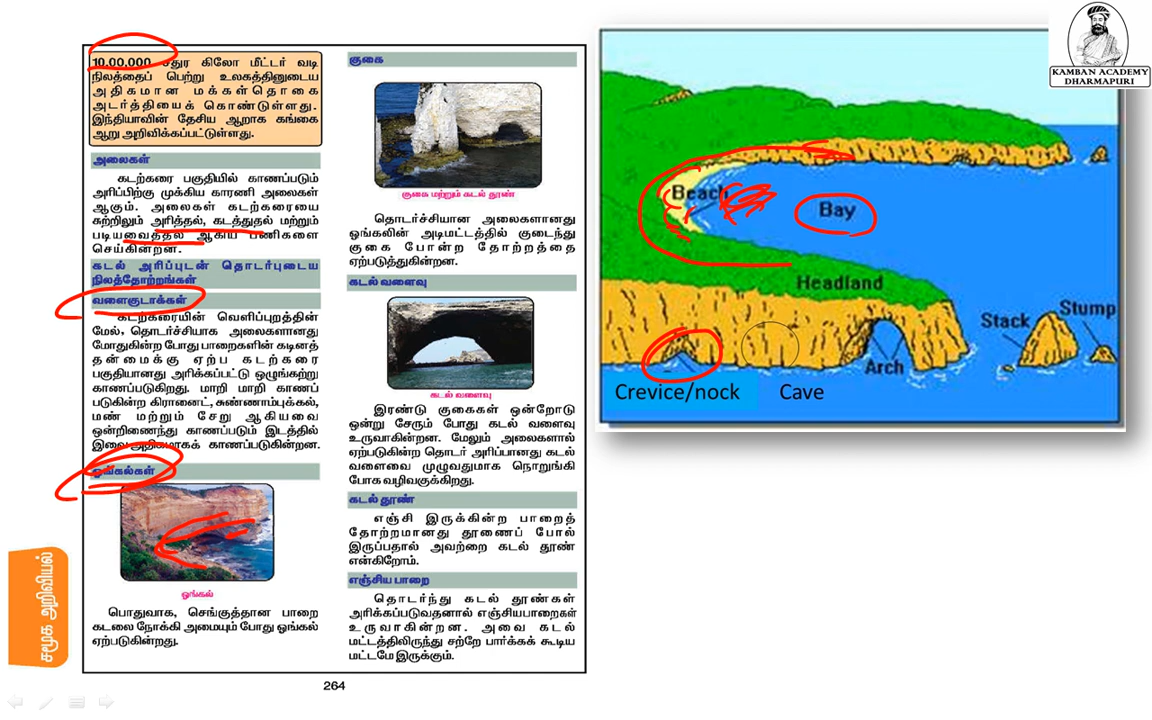 10,00,000 சதுர கிலோ மீட்டர் வடி
நிலத்தைப் பெற்று உலகத்தினுடைய
அதிகமான மக்கள்தொகை
அடர்த்தியைக் கொண்டுள்ளது.
இந்தியாவின் தேசிய ஆறாக கங்கை
ஆறு அறிவிக்கப்பட்டுள்ளது.
அலைகள்
கடற்கரை பகுதியில் காணப்படும்
அரிப்பிற்கு முக்கிய காரணி அலைகள்
ஆகும். அலைகள் கடற்கரையை
சுற்றிலும் அரித்தல், கடத்துதல் மற்றும்
படியவைத்தல் ஆகிய பணிகளை
செய்கின்றன.
கடல் அரிப்புடன் தொடர்புடைய
நிலத்தோற்றங்கள்
வளைகுடாக்கள்
கடற்கரையின் வெளிப்புறத்தின்
மேல், தொடர்ச்சியாக அலைகளானது
மோதுகின்ற போது பாறைகளின் கடினத்
தன்மைக்கு ஏற்ப கடற்கரை
பகுதியானது அரிக்கப்பட்டு ஒழுங்கற்று
காணப்படுகிறது. மாறி மாறி காணப்
படுகின்ற கிரானைட், சுண்ணாம்புக்கல்,
மண் மற்றும் சேறு ஆகியவை
ஒன்றிணைந்து காணப்படும் இடத்தில்
இவை அதிகமாகக் காணப்படுகின்றன.
ஓங்கல்கள்
ஓங்கல்
பொதுவாக, செங்குத்தான பாறை
கடலை நோக்கி அமையும் போது ஓங்கல்
ஏற்படுகின்றது.
குகை
குகை மற்றும் கடல் தூண்
தொடர்ச்சியான அலைகளானது
ஓங்கலின் அடிமட்டத்தில் குடைந்து
குகை போன்ற தோற்றத்தை
ஏற்படுத்துகின்றன.
கடல் வளைவு
கடல் வளைவு
இரண்டு குகைகள் ஒன்றோடு
ஒன்று சேரும் போது கடல் வளைவு
உருவாகின்றன. மேலும் அலைகளால்
ஏற்படுகின்ற தொடர் அரிப்பானது கடல்
வளைவை முழுவதுமாக நொறுங்கி
போக வழிவகுக்கிறது.
கடல் தூண்
எஞ்சி இருக்கின்ற பாறைத்
தோற்றமானது தூணைப் போல்
இருப்பதால் அவற்றை கடல் தூண்
என்கிறோம்.
எஞ்சிய பாறை
தொடர்ந்து கடல் தூண்கள்
அரிக்கப்படுவதனால் எஞ்சியபாறைகள்
உருவாகின்றன. அவை கடல்
மட்டத்திலிருந்து சற்றே பார்க்கக் கூடிய
மட்டமே இருக்கும்.
சமூக அறிவியல்
264
KAMBAN ACADEMY
DHARMAPURI
Beach
Bay
Headland
Stack
Stump
Arch
Crevice/nock
Cave